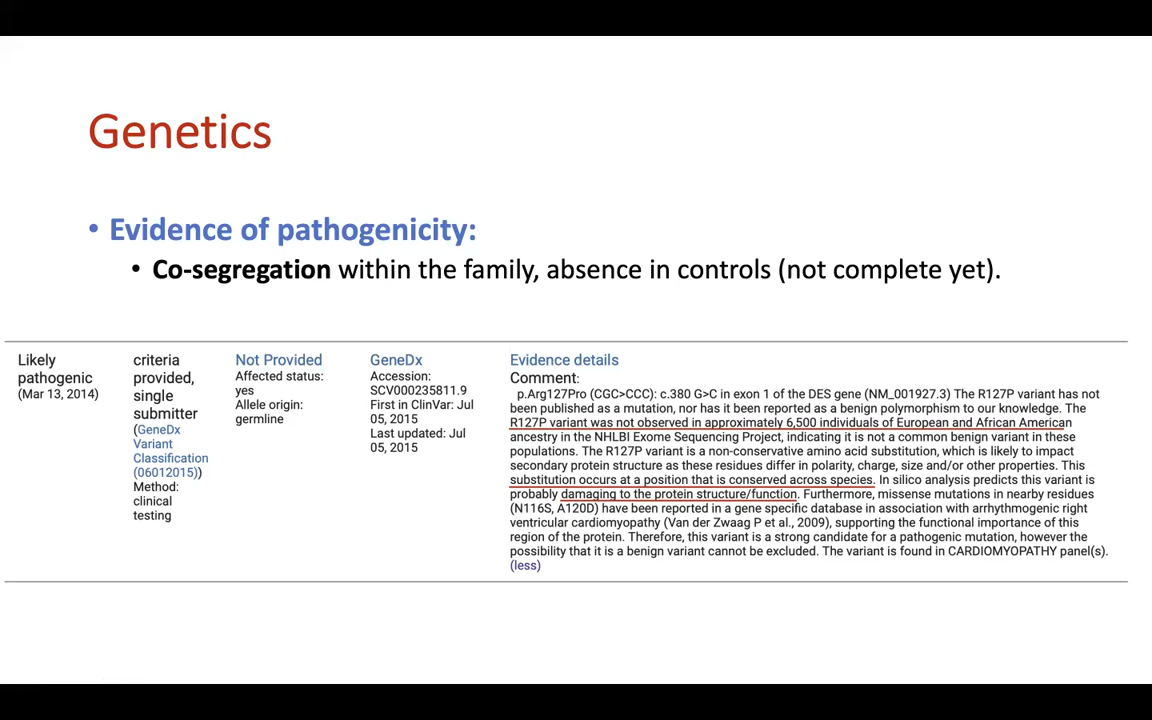 Genetics
• Evidence of pathogenicity:
• Co-segregation within the family, absence in controls (not complete yet).
Likely
pathogenic
(Mar 13, 2014)
criteria
provided,
single
submitter
(GeneDx
Variant
Classification
(06012015))
Method:
clinical
testing
Not Provided
Affected status:
yes
Allele origin:
germline
GeneDx
Accession:
SCV000235811.9
First in ClinVar: Jul
05, 2015
Last updated: Jul
05, 2015
Evidence details
Comment:
p.Arg127Pro (CGC>CCC): c.380 G>C in exon 1 of the DES gene (NM_001927.3) The R127P variant has not
been published as a mutation, nor has it been reported as a benign polymorphism to our knowledge. The
R127P variant was not observed in approximately 6,500 individuals of European and African American
ancestry in the NHLBI Exome Sequencing Project, indicating it is not a common benign variant in these
populations. The R127P variant is a non-conservative amino acid substitution, which is likely to impact
secondary protein structure as these residues differ in polarity, charge, size and/or other properties. This
substitution occurs at a position that is conserved across species. In silico analysis predicts this variant is
probably damaging to the protein structure/function. Furthermore, missense mutations in nearby residues
(N116S, A120D) have been reported in a gene specific database in association with arrhythmogenic right
ventricular cardiomyopathy (Van der Zwaag P et al., 2009), supporting the functional importance of this
region of the protein. Therefore, this variant is a strong candidate for a pathogenic mutation, however the
possibility that it is a benign variant cannot be excluded. The variant is found in CARDIOMYOPATHY panel(s).
(less)